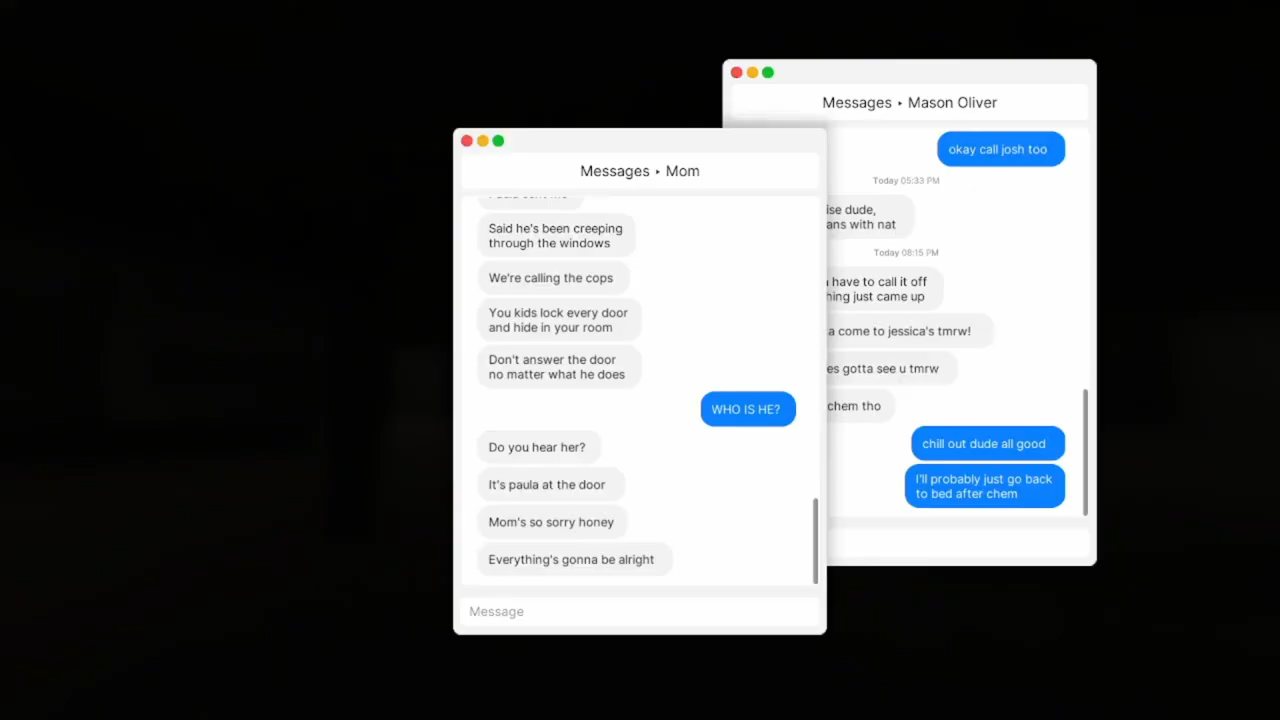 Messages ▸ Mason Oliver
okay call josh too
Today 05:33 PM
dude,
with nat
Today 08:15 PM
have to call it off
just came up
come to jessica's tmrw!
gotta see u tmrw
chem tho
chill out dude all good
I'll probably just go back
to bed after chem
Messages ▸ Mom
Said he's been creeping
through the windows
We're calling the cops
You kids lock every door
and hide in your room
Don't answer the door
no matter what he does
WHO IS HE?
Do you hear her?
It's paula at the door
Mom's so sorry honey
Everything's gonna be alright
Message